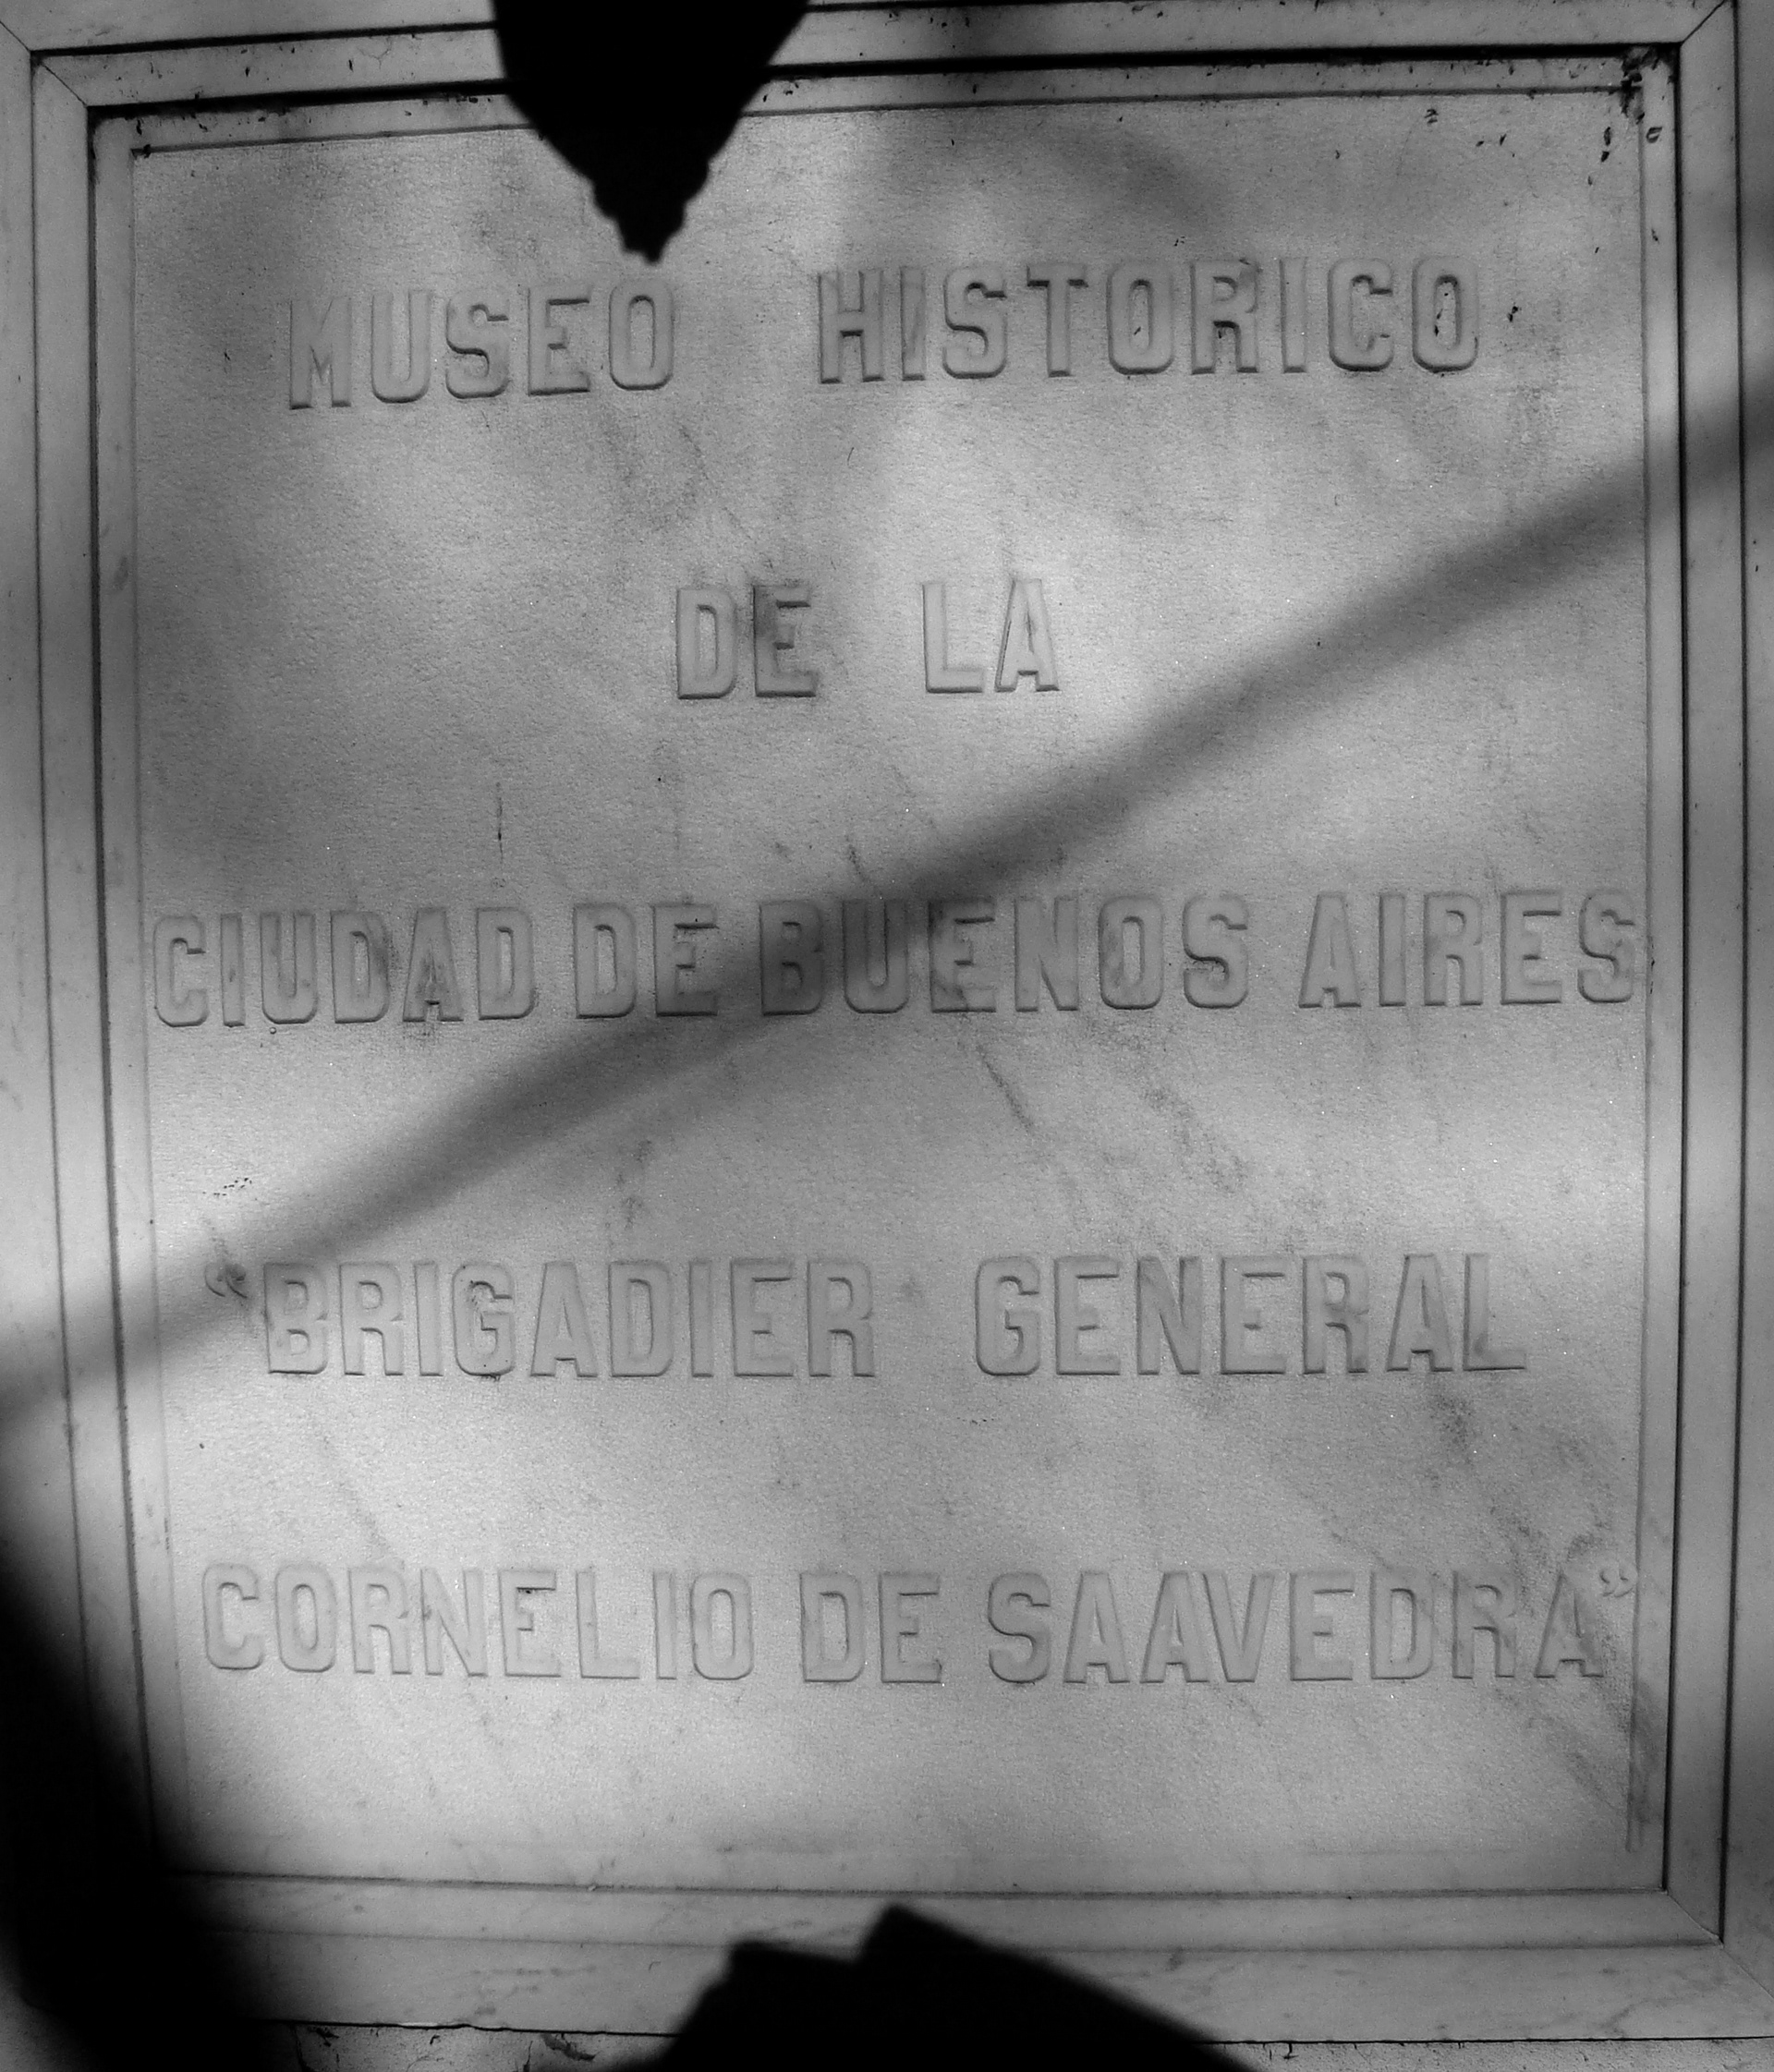 MUSEO HISTORICO
DE LA
CIUDAD DE BUENOS AIRES
“BRIGADIER GENERAL
CORNELIO DE SAAVEDRA”